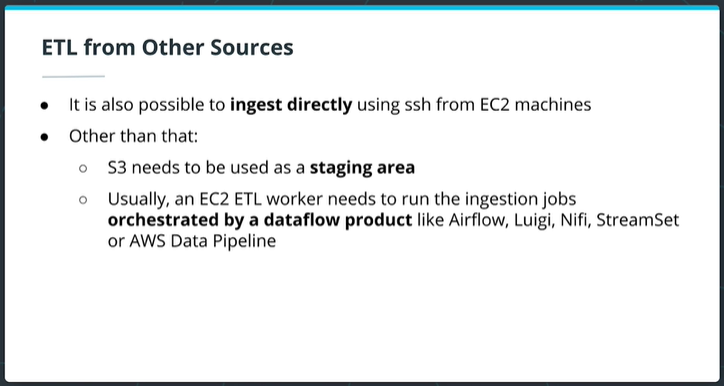 ETL from Other Sources
● It is also possible to ingest directly using ssh from EC2 machines
● Other than that:
○ S3 needs to be used as a staging area
○ Usually, an EC2 ETL worker needs to run the ingestion jobs
orchestrated by a dataflow product like Airflow, Luigi, Nifi, StreamSet
or AWS Data Pipeline